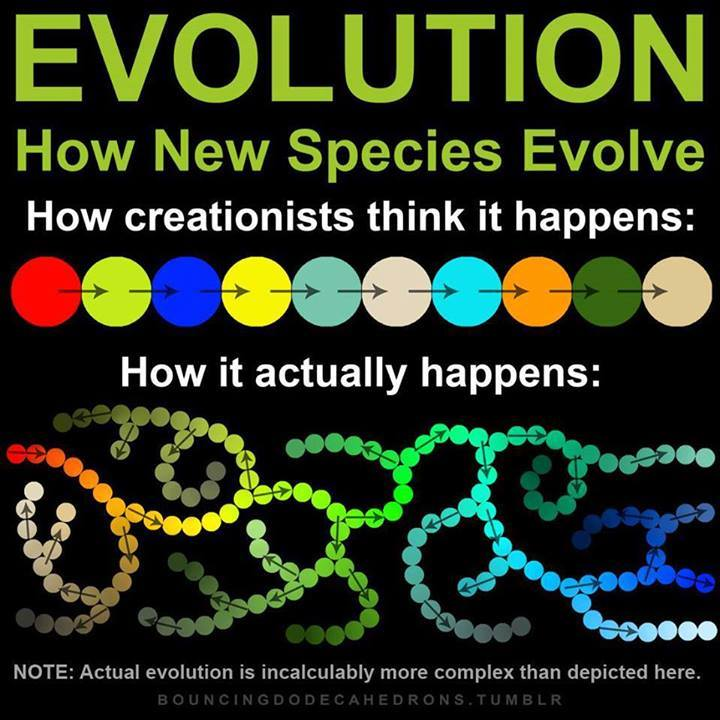 EVOLUTION
How New Species Evolve
How creationists think it happens:
How it actually happens:
NOTE: Actual evolution is incalculably more complex than depicted here.
BOUNCINGDODECAHEDRONS.TUMBLR